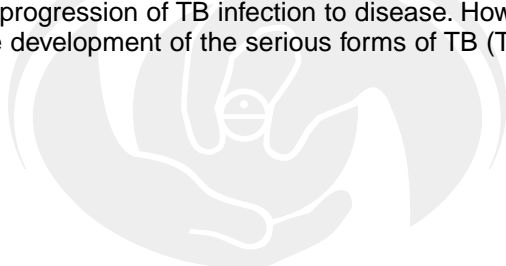 progression of TB infection to disease. How
development of the serious forms of TB (T